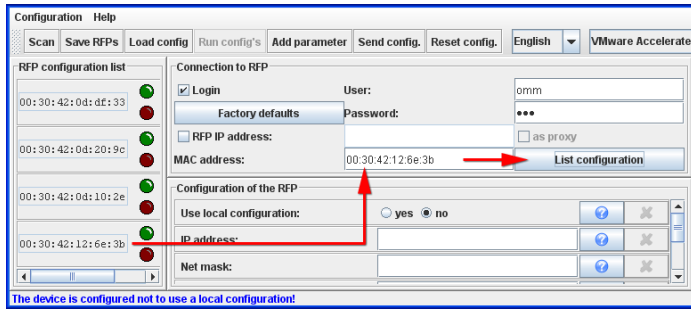 Configuration Help
Scan Save RFPs Load config Run config's Add parameter Send config. Reset config. English VMware Accelerate
RFP configuration list
00:30:42:0d:df:33
00:30:42:0d:20:9c
00:30:42:0d:10:2e
00:30:42:12:6e:3b
Connection to RFP
Login User: omm
Factory defaults Password: •••
RFP IP address: as proxy
MAC address: 00:30:42:12:6e:3b List configuration
Configuration of the RFP
Use local configuration: yes no
IP address:
Net mask:
The device is configured not to use a local configuration!